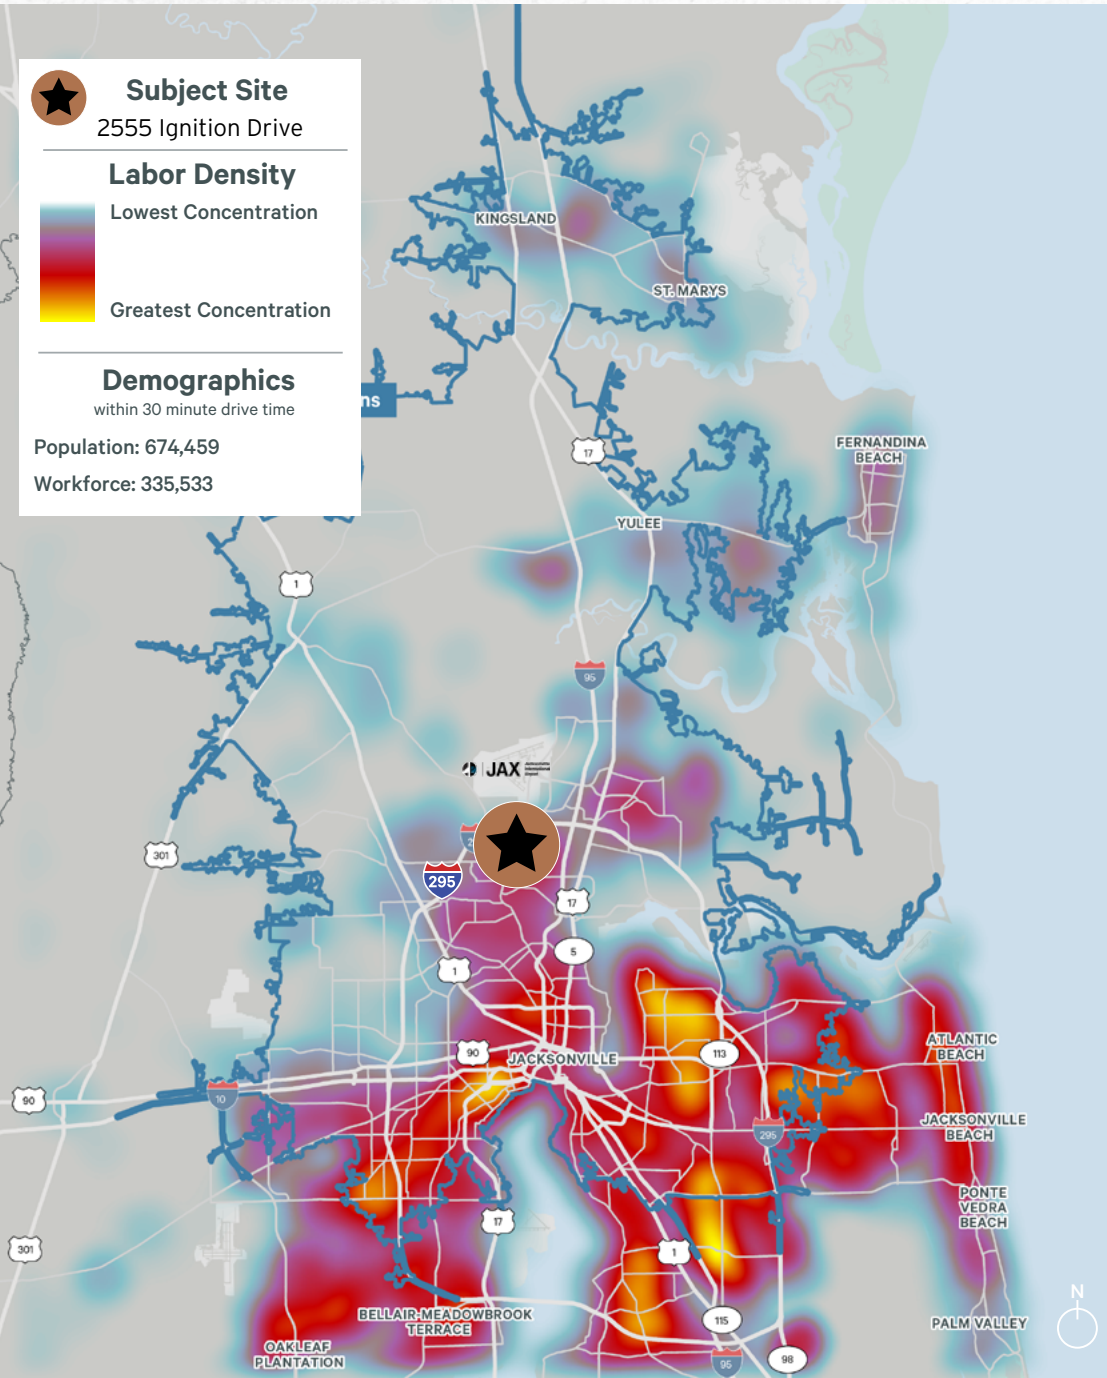 Subject Site
2555 Ignition Drive
Labor Density
Lowest Concentration
Greatest Concentration
Demographics
within 30 minute drive time
Population: 674,459
Workforce: 335,533
ns
KINGSLAND
ST. MARYS
17
FERNANDINA
BEACH
YULEE
1
95
JAX
301
295
17
5
1
90
JACKSONVILLE
113
ATLANTIC
BEACH
90
10
295
JACKSONVILLE
BEACH
PONTE
VEDRA
BEACH
17
301
1
N
BELLAIR-MEADOWBROOK
TERRACE
115
PALM VALLEY
OAKLEAF
PLANTATION
95
98